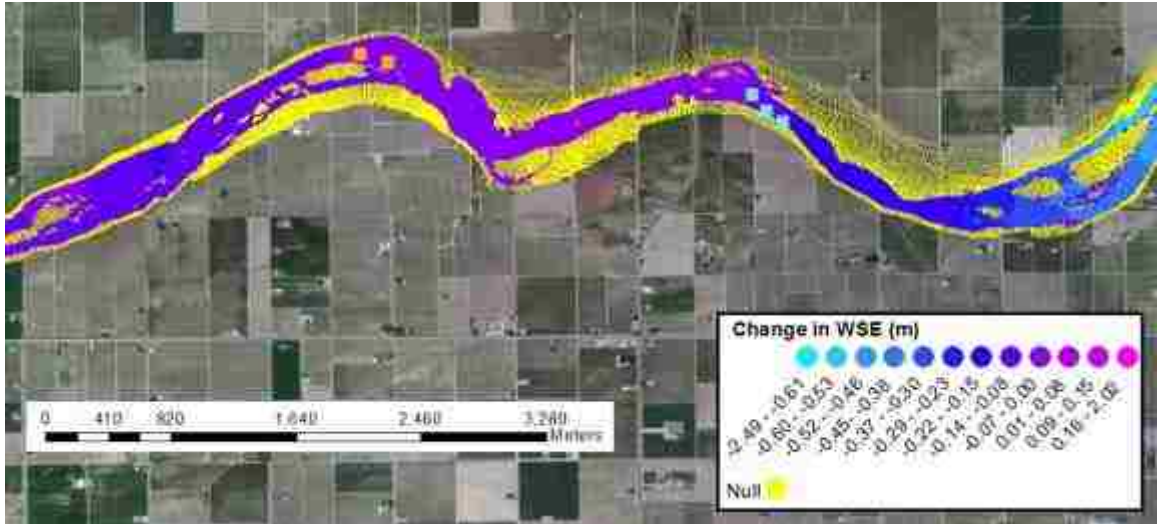 Change in WSE (m)
-2.49 - -0.61
-0.60 - -0.53
-0.52 - -0.46
-0.45 - -0.38
-0.37 - -0.30
-0.29 - -0.23
-0.22 - -0.15
-0.14 - -0.08
-0.07 - 0.00
0.01 - 0.08
0.09 - 0.15
0.16 - 2.02
Null
0 410 820 1,640 2,460 3,280
Meters